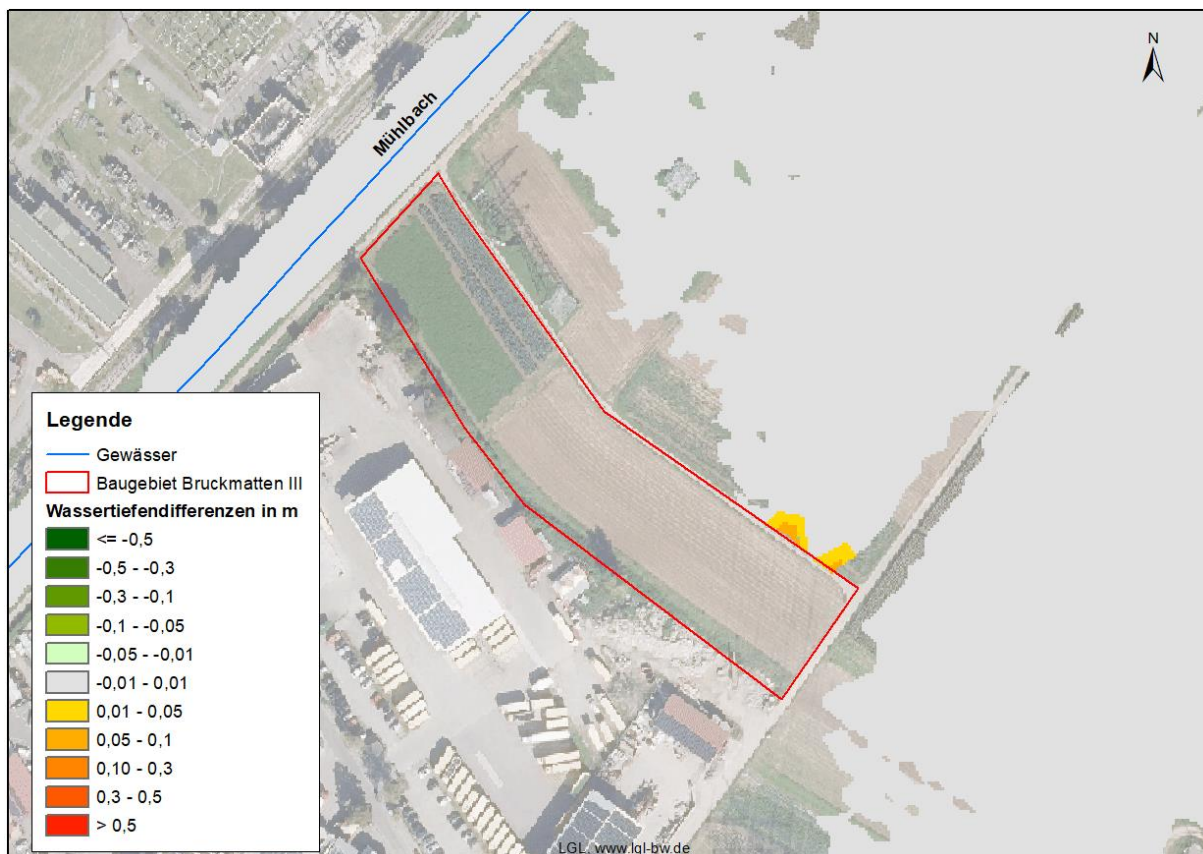 N
Mühlbach
Legende
Gewässer
Baugebiet Bruckmatten III
Wassertiefendifferenzen in m
<= -0,5
-0,5 - -0,3
-0,3 - -0,1
-0,1 - -0,05
-0,05 - -0,01
-0,01 - 0,01
0,01 - 0,05
0,05 - 0,1
0,10 - 0,3
0,3 - 0,5
> 0,5
LGL, www.lgl-bw.de